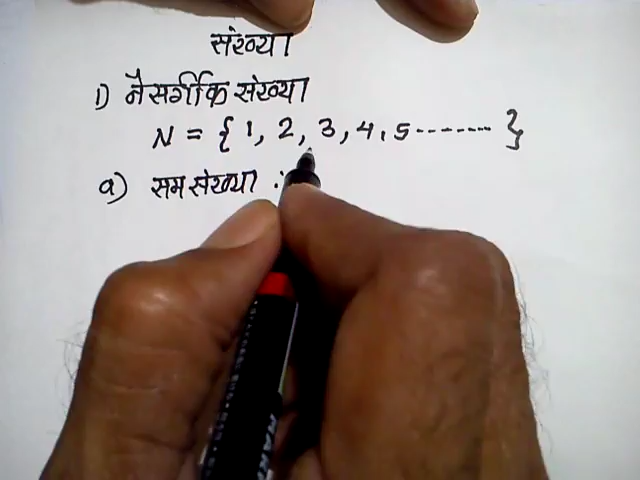 संख्या
1) नैसर्गीक संख्या
N = { 1, 2, 3, 4, 5 ------- }
a) सम संख्या :